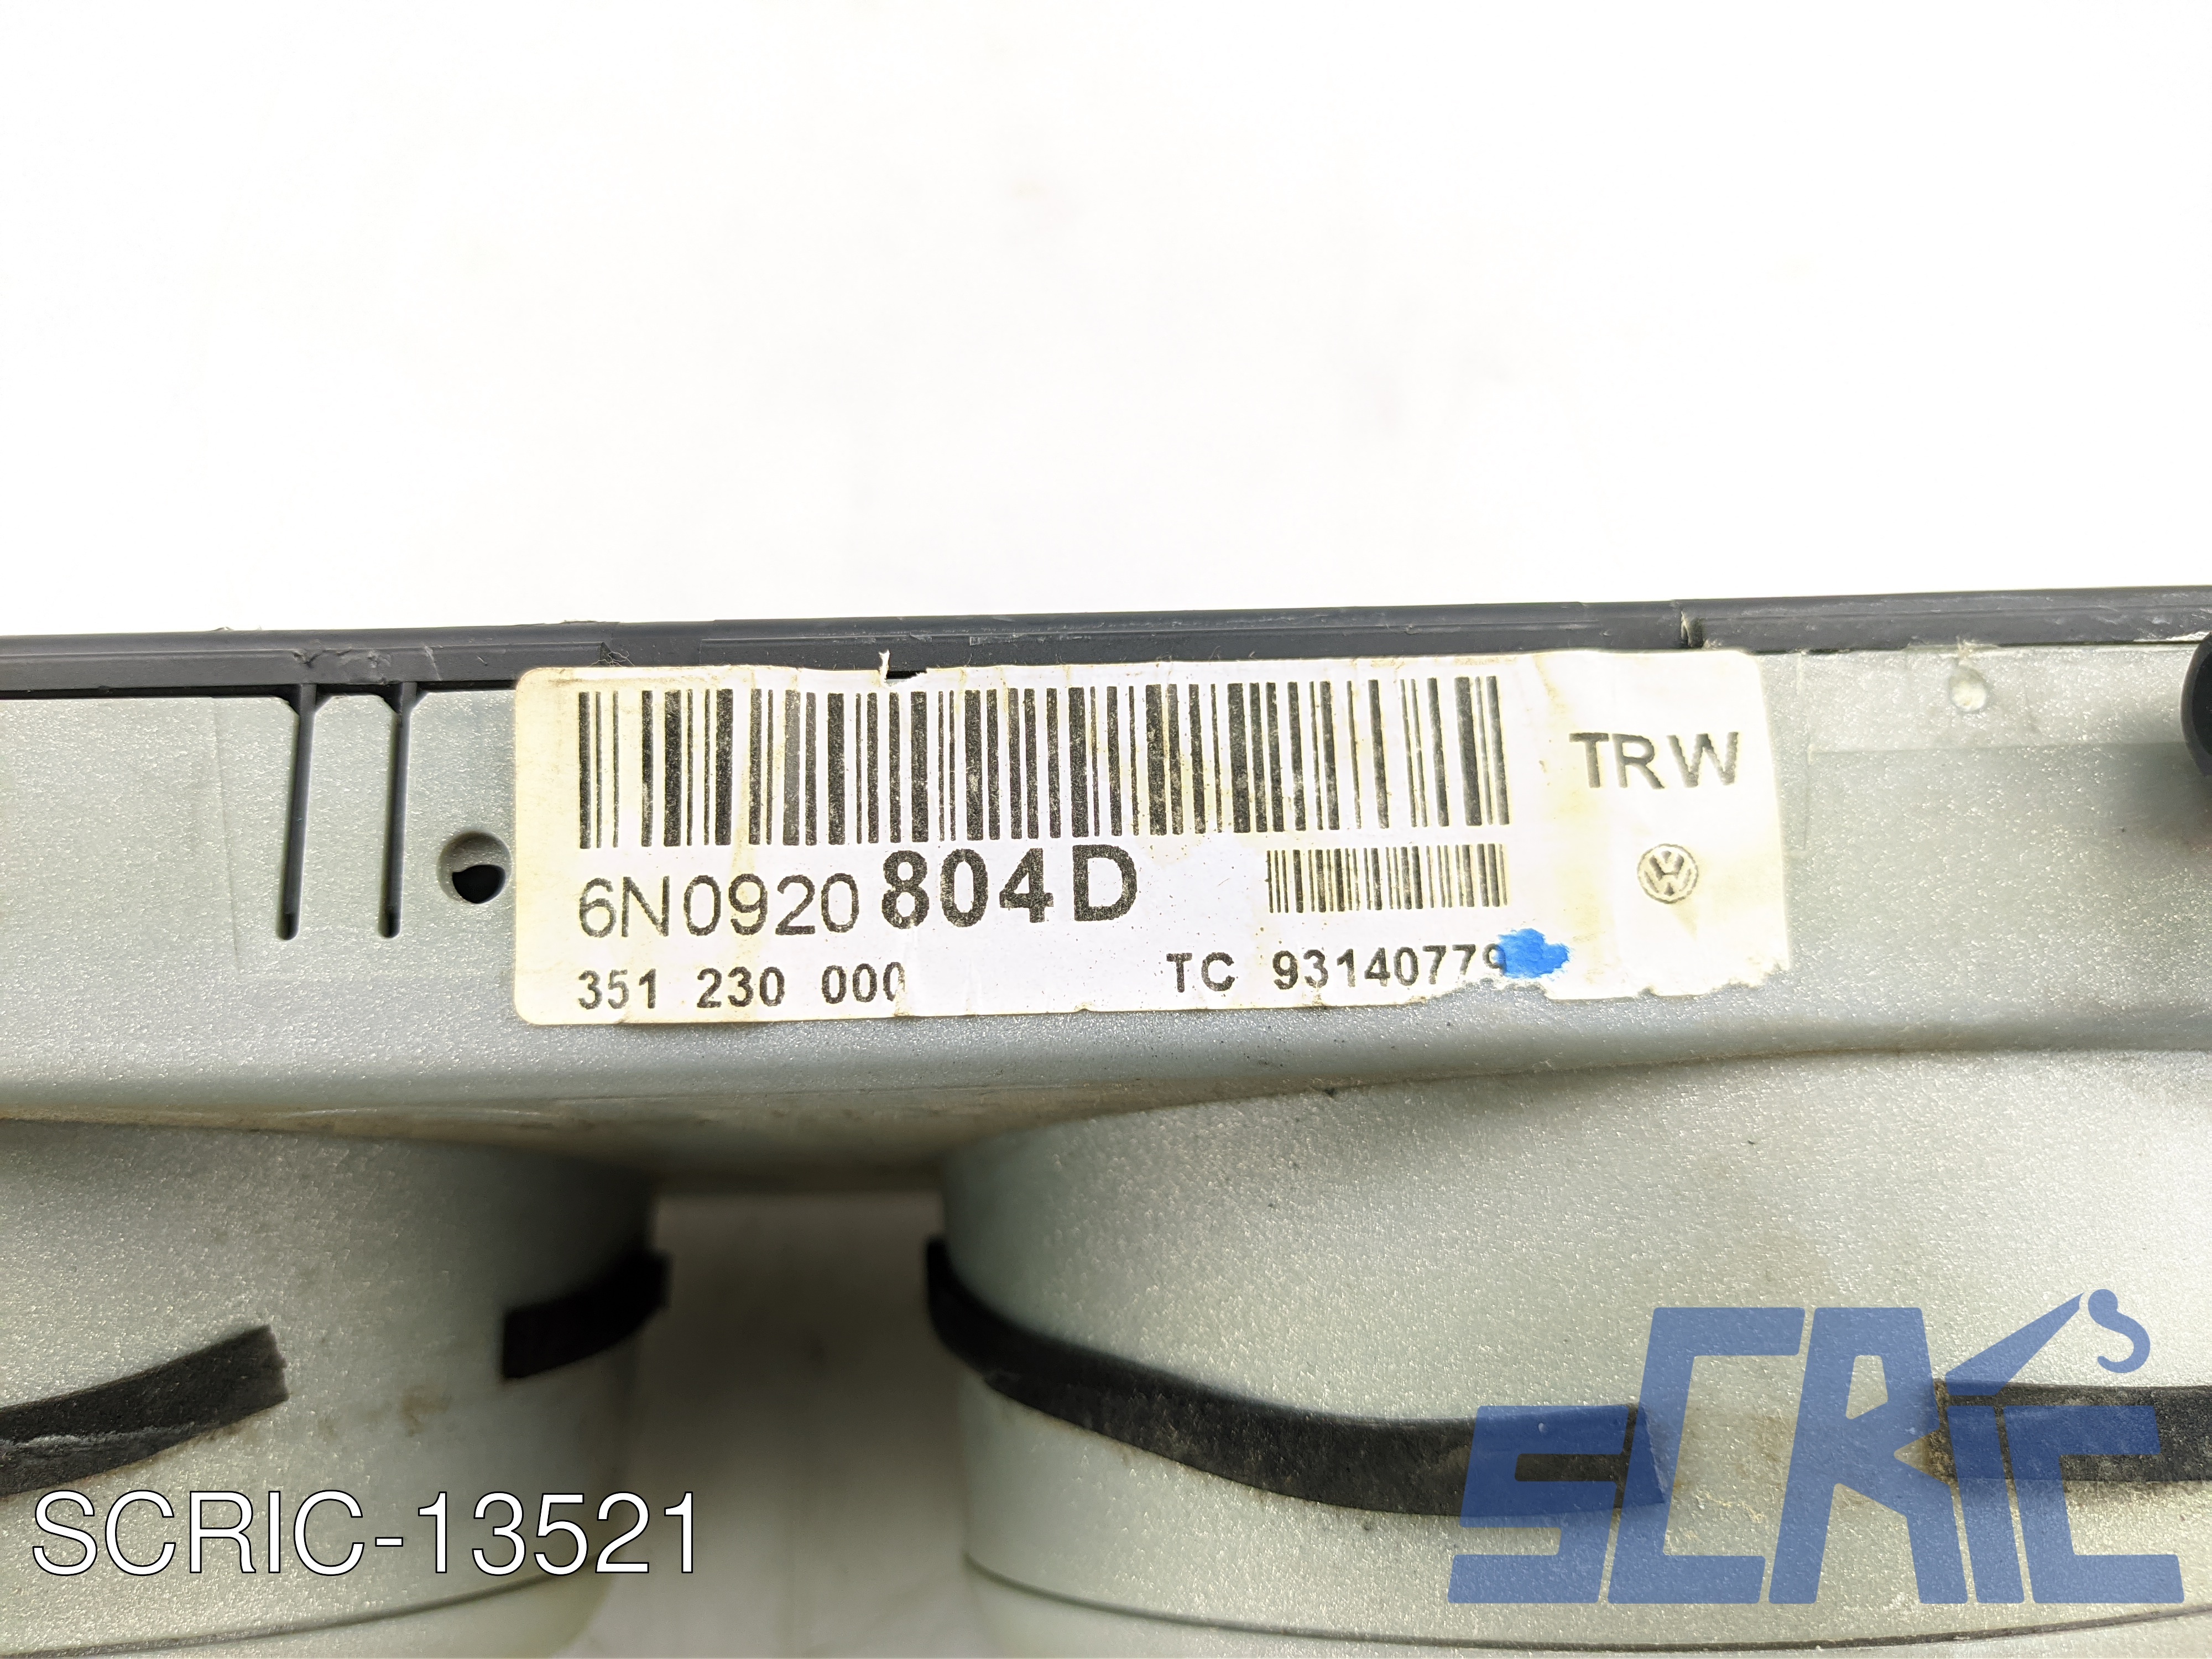 TRW
6N0920 804D
351 230 000
TC 93140779
SCRIC-13521
SCRIC'S